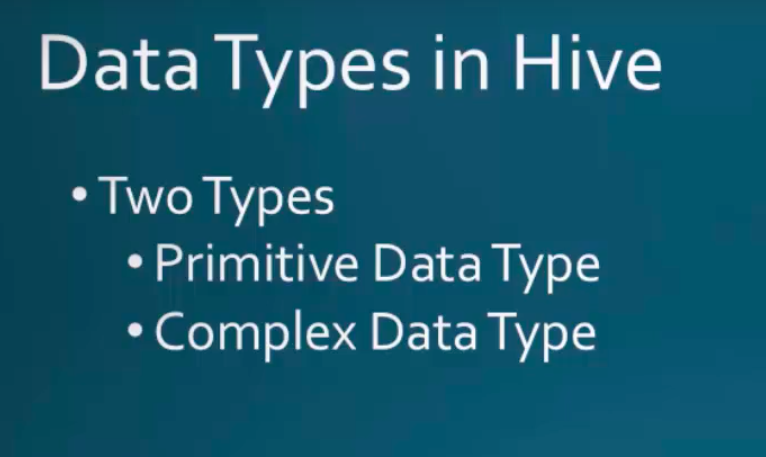 Data Types in Hive
• Two Types
• Primitive Data Type
• Complex Data Type